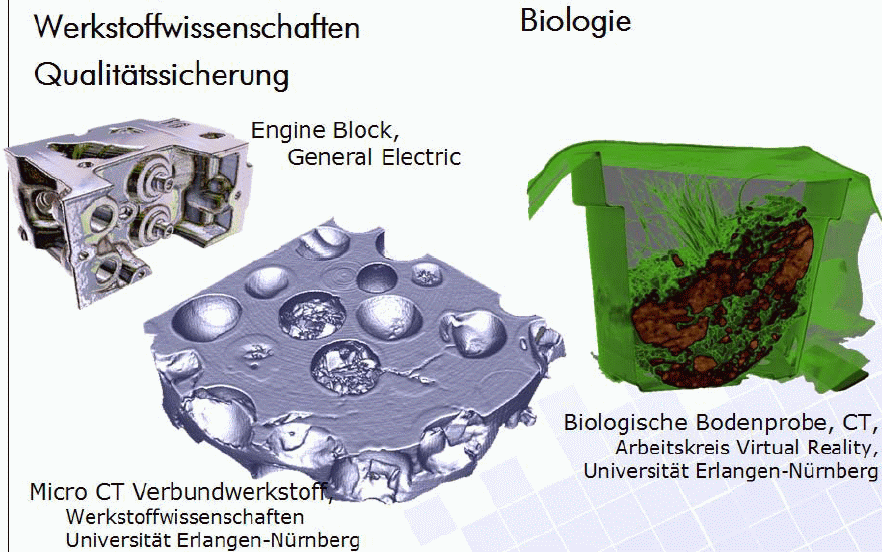 Werkstoffwissenschaften
Qualitätssicherung
Biologie
Engine Block,
General Electric
Micro CT Verbundwerkstoff,
Werkstoffwissenschaften
Universität Erlangen-Nürnberg
Biologische Bodenprobe, CT,
Arbeitskreis Virtual Reality,
Universität Erlangen-Nürnberg